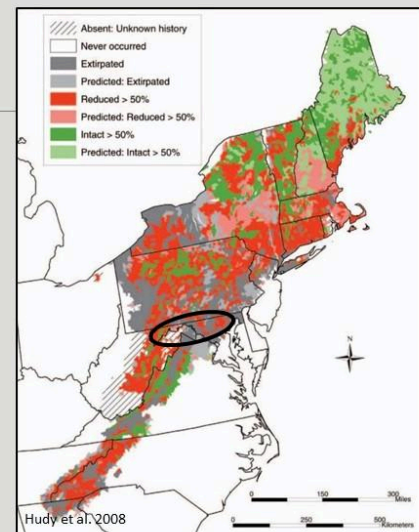 Absent: Unknown history
Never occurred
Extirpated
Predicted: Extirpated
Reduced > 50%
Predicted: Reduced > 50%
Intact > 50%
Predicted: Intact > 50%
N
0 150 300
Miles
0 250 500
Kilometers
Hudy et al. 2008